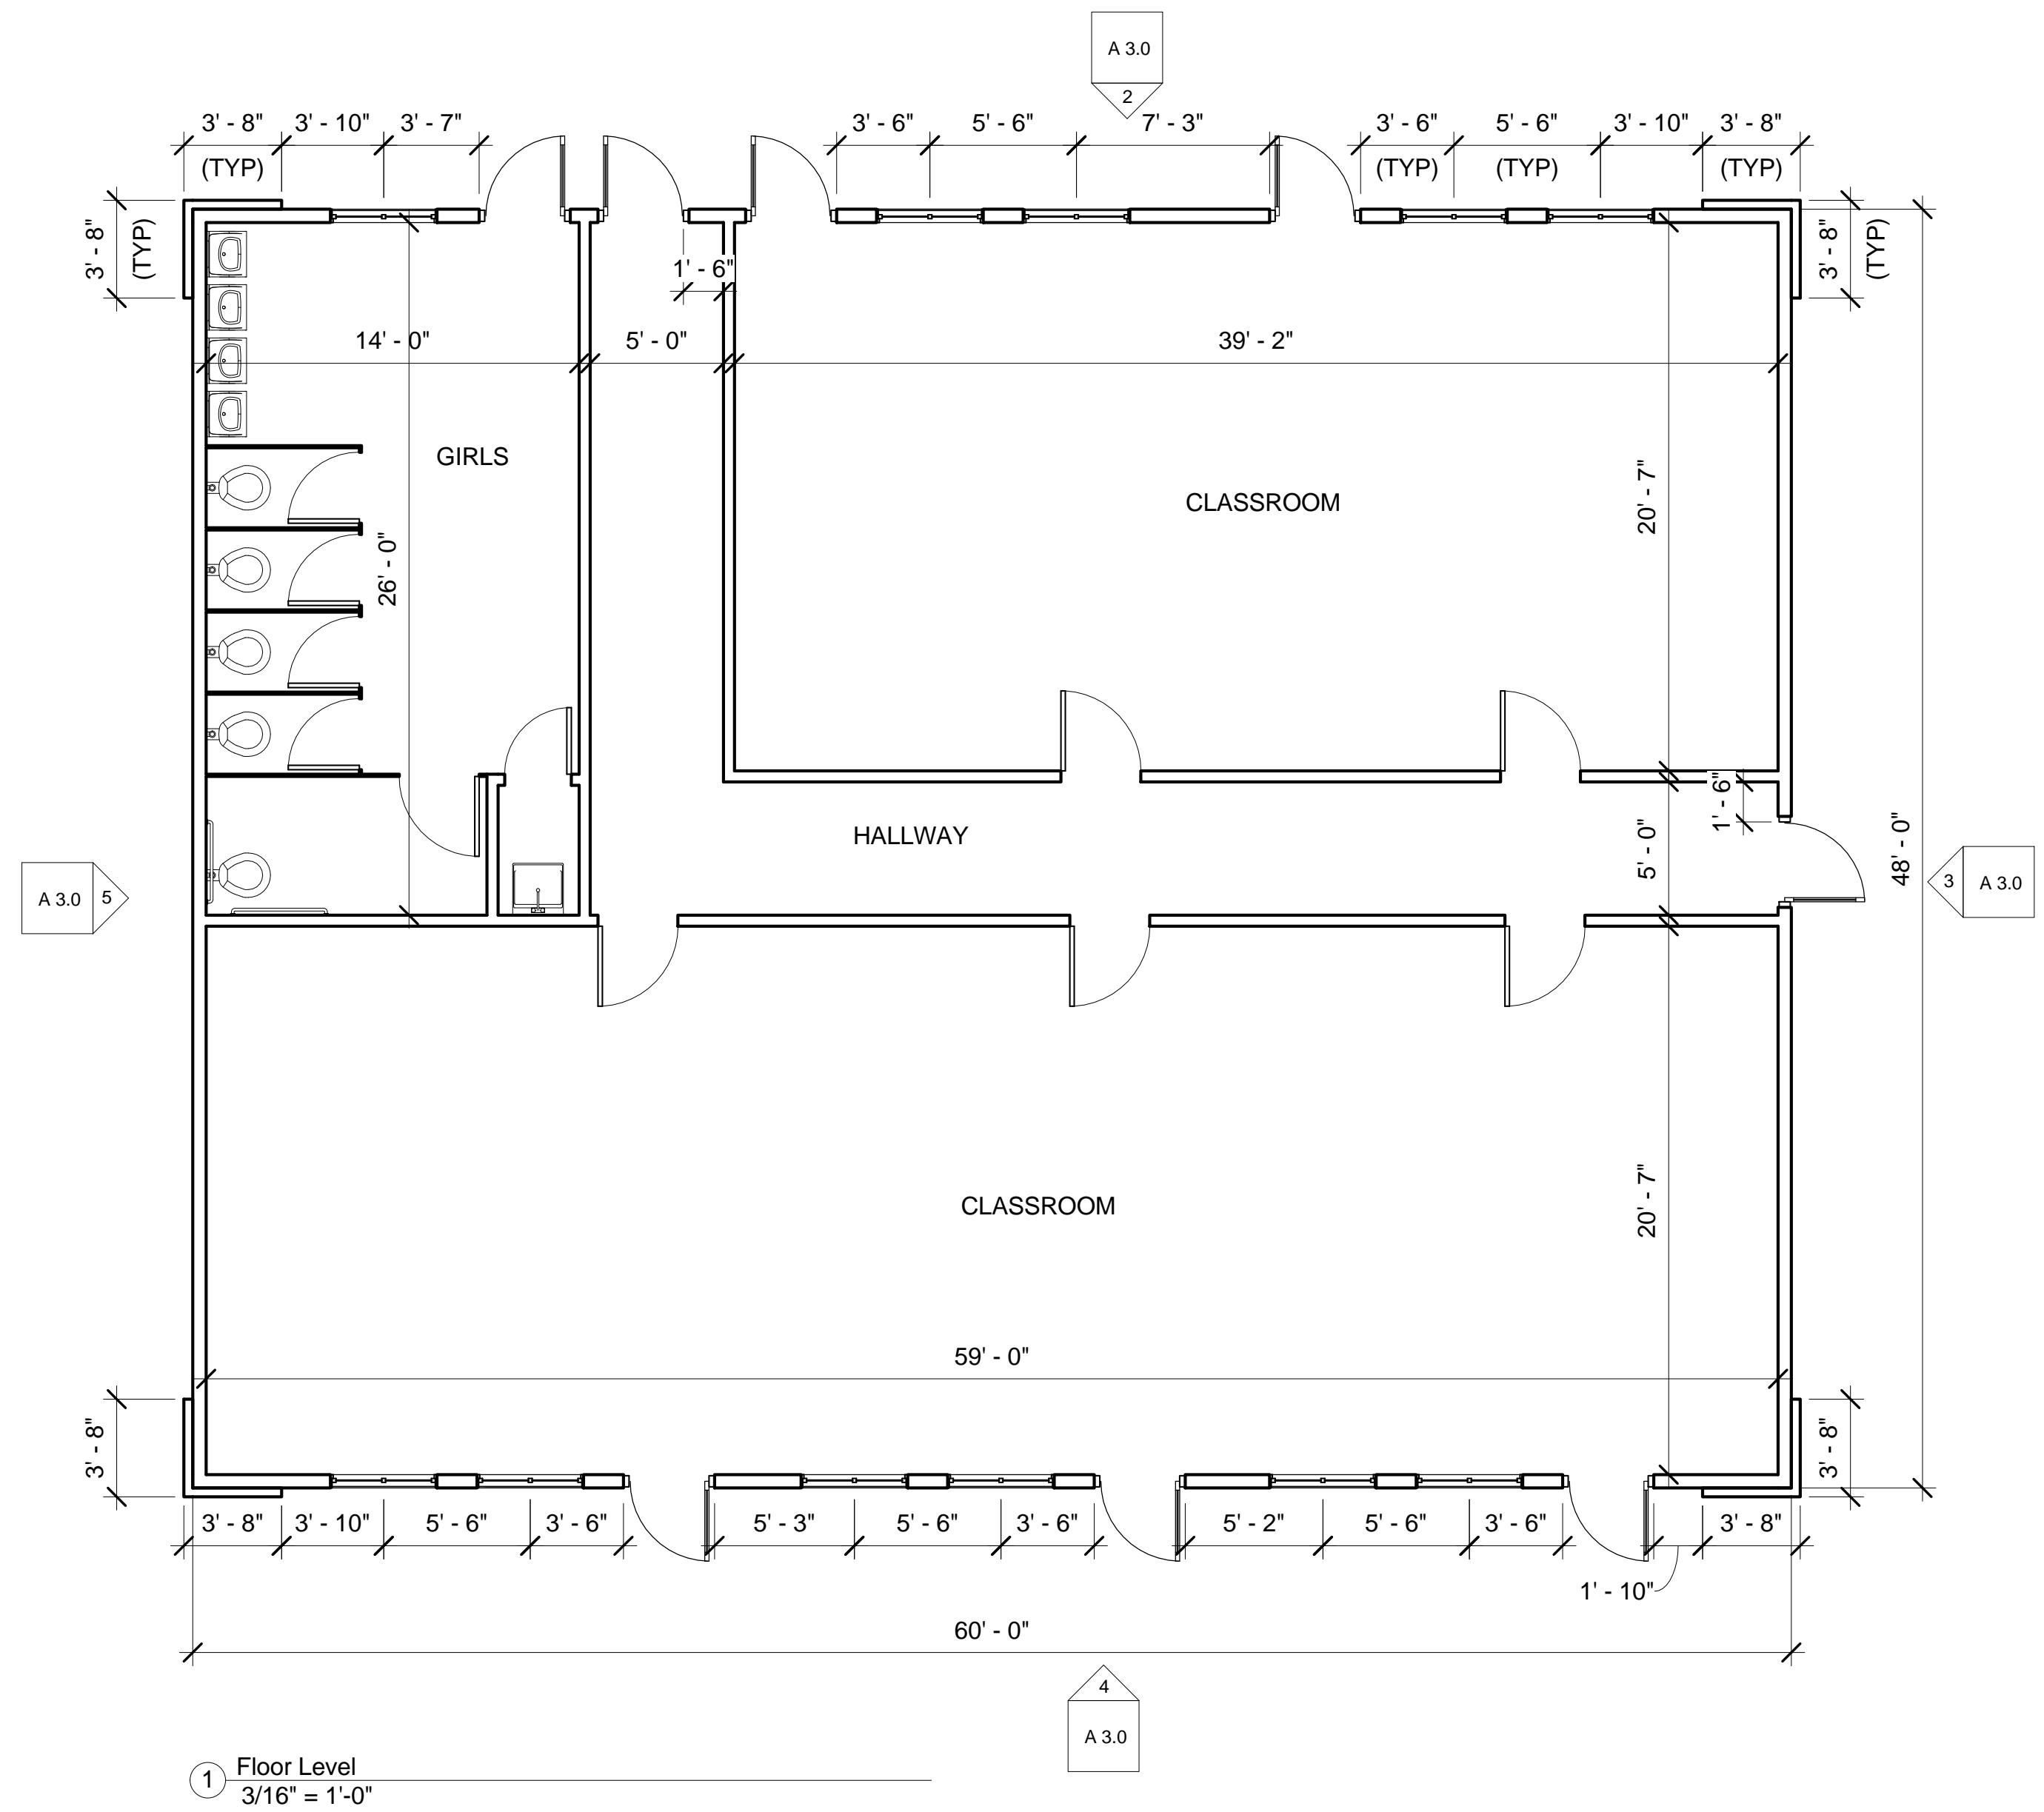 A 3.0
2
3' - 8" 3' - 10" 3' - 7" 3' - 6" 5' - 6" 7' - 3" 3' - 6" 5' - 6" 3' - 10" 3' - 8"
(TYP) (TYP) (TYP) (TYP)
3' - 8"
(TYP)
3' - 8"
(TYP)
1' - 6"
14' - 0" 5' - 0" 39' - 2"
GIRLS
CLASSROOM
20' - 7"
26' - 0"
1' - 6"
HALLWAY
5' - 0"
48' - 0"
A 3.0 5
3 A 3.0
CLASSROOM
20' - 7"
59' - 0"
3' - 8"
3' - 8"
3' - 8" 3' - 10" 5' - 6" 3' - 6" 5' - 3" 5' - 6" 3' - 6" 5' - 2" 5' - 6" 3' - 6" 3' - 8"
1' - 10"
60' - 0"
4
A 3.0
1 Floor Level
3/16" = 1'-0"